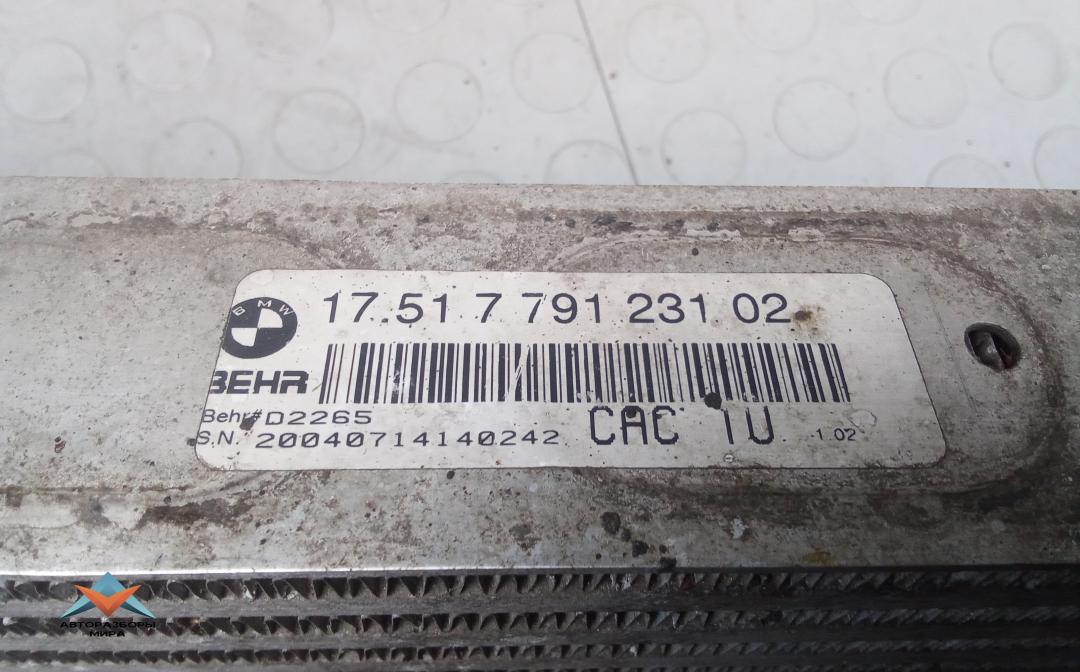 BMW
17.51 7 791 231 02
BEHR
Behr# D2265
S.N. 20040714140242 CAC 1U 1.02
АВТОРАЗБОРЫ
МИРА